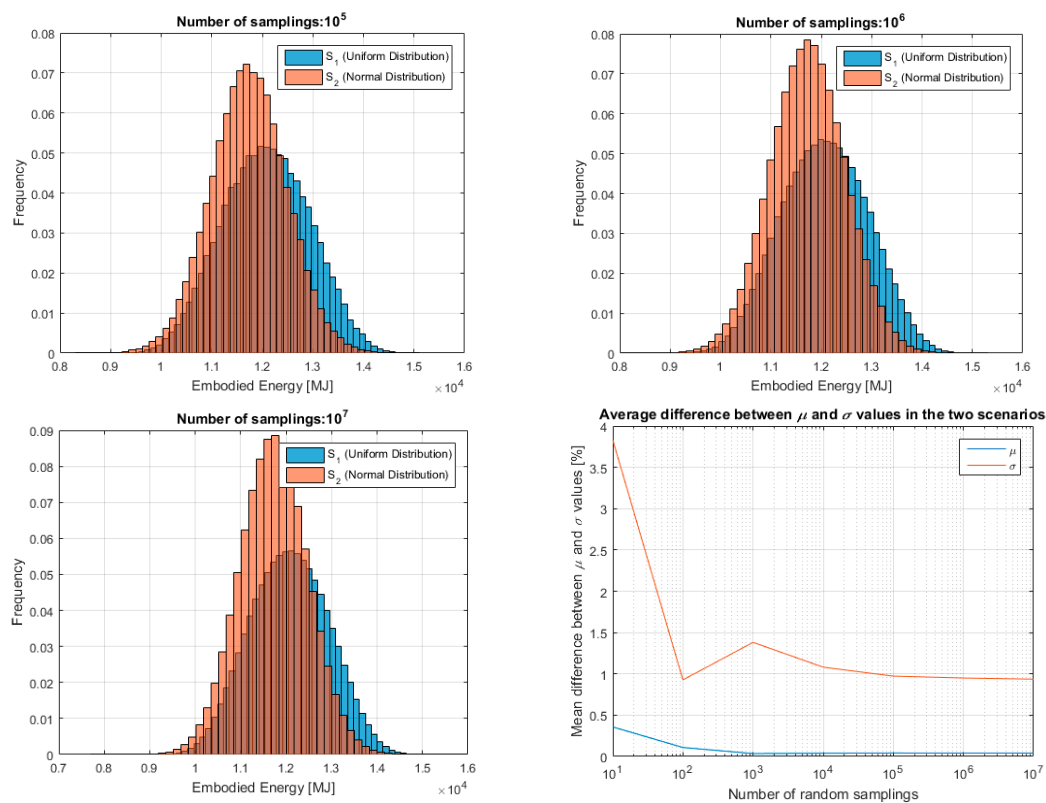 Number of samplings:10^5
S_1 (Uniform Distribution)
S_2 (Normal Distribution)
Frequency
0.08
0.07
0.06
0.05
0.04
0.03
0.02
0.01
0
0.8 0.9 1 1.1 1.2 1.3 1.4 1.5 1.6
Embodied Energy [MJ]
×10^4
Number of samplings:10^6
S_1 (Uniform Distribution)
S_2 (Normal Distribution)
Frequency
0.08
0.07
0.06
0.05
0.04
0.03
0.02
0.01
0
0.8 0.9 1 1.1 1.2 1.3 1.4 1.5 1.6
Embodied Energy [MJ]
×10^4
Number of samplings:10^7
S_1 (Uniform Distribution)
S_2 (Normal Distribution)
Frequency
0.09
0.08
0.07
0.06
0.05
0.04
0.03
0.02
0.01
0
0.7 0.8 0.9 1 1.1 1.2 1.3 1.4 1.5 1.6
Embodied Energy [MJ]
×10^4
Average difference between μ and σ values in the two scenarios
μ
σ
Mean difference between μ and σ values [%]
4
3.5
3
2.5
2
1.5
1
0.5
0
10^1 10^2 10^3 10^4 10^5 10^6 10^7
Number of random samplings